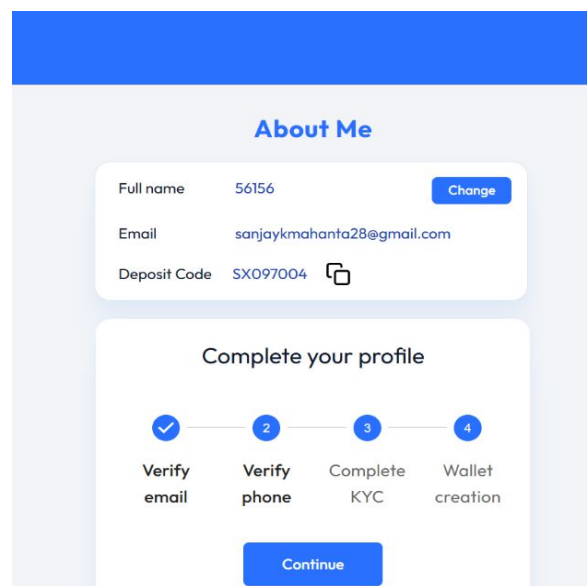 About Me
Full name 56156 Change
Email sanjaykmahanta28@gmail.com
Deposit Code SX097004
Complete your profile
2 3 4
Verify Verify Complete Wallet
email phone KYC creation
Continue